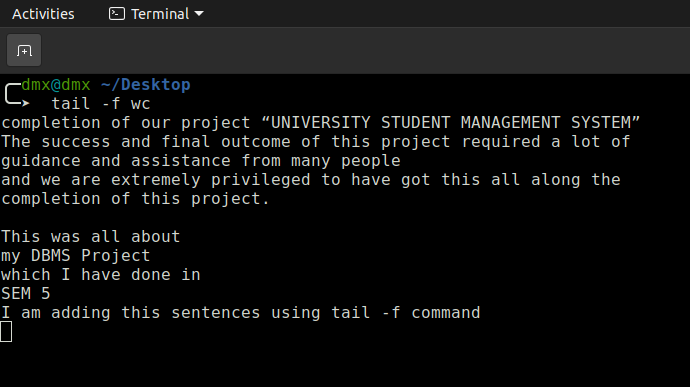 Activities
Terminal
dmx@dmx ~/Desktop
tail -f wc
completion of our project “UNIVERSITY STUDENT MANAGEMENT SYSTEM”
The success and final outcome of this project required a lot of
guidance and assistance from many people
and we are extremely privileged to have got this all along the
completion of this project.
This was all about
my DBMS Project
which I have done in
SEM 5
I am adding this sentences using tail -f command